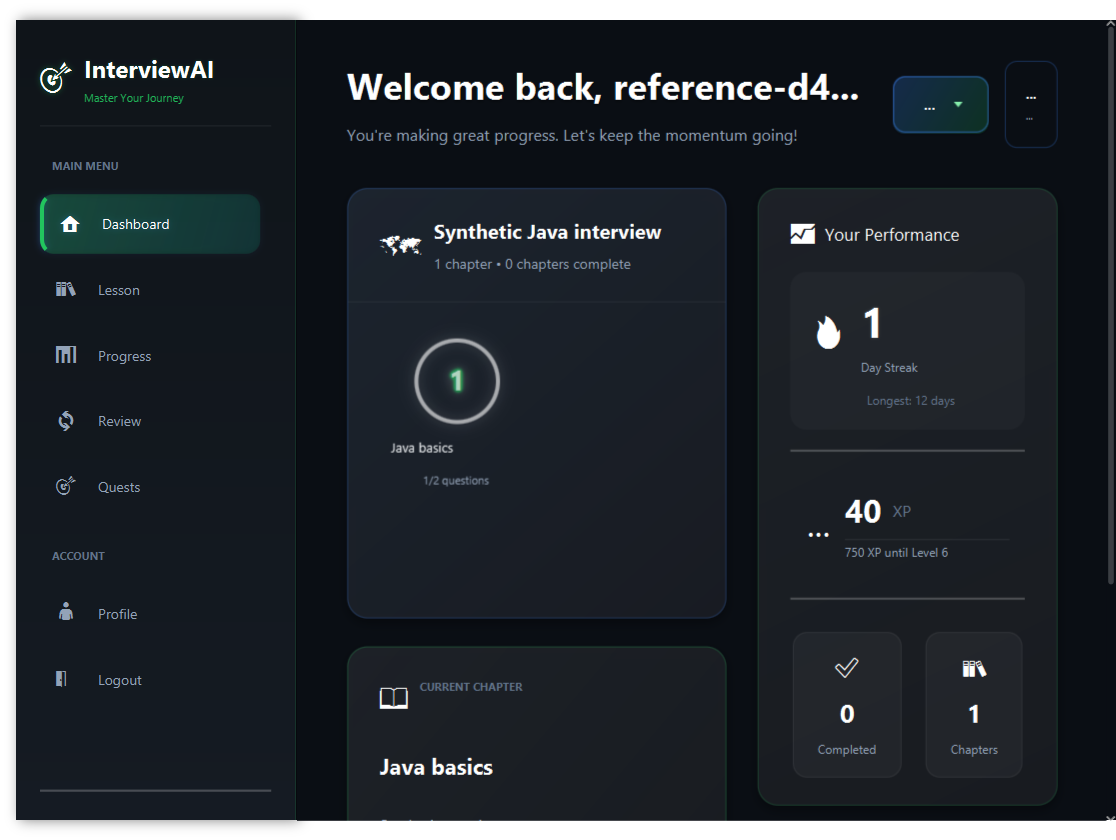 InterviewAI
Master Your Journey
MAIN MENU
Dashboard
Lesson
Progress
Review
Quests
ACCOUNT
Profile
Logout
Welcome back, reference-d4...
You're making great progress. Let's keep the momentum going!
...
...
...
Synthetic Java interview
1 chapter • 0 chapters complete
1
Java basics
1/2 questions
CURRENT CHAPTER
Java basics
Your Performance
1
Day Streak
Longest: 12 days
...
40 XP
750 XP until Level 6
0
Completed
1
Chapters